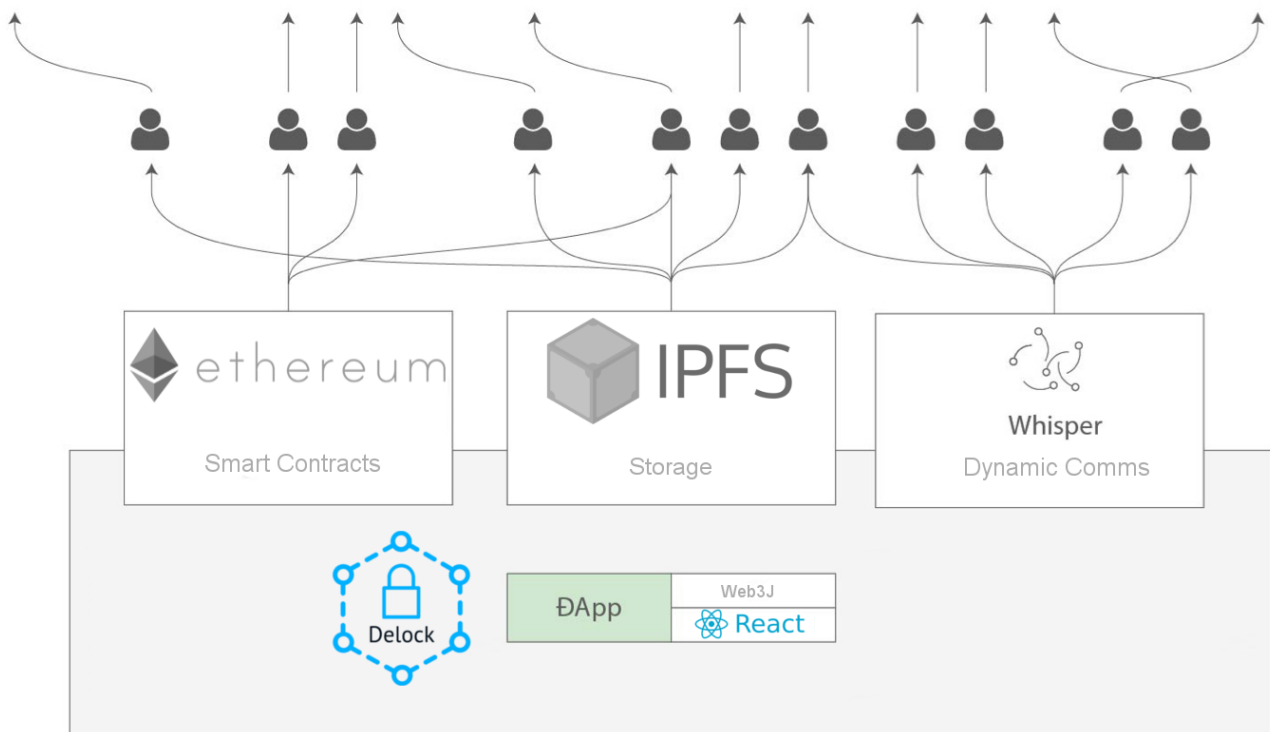 ethereum
Smart Contracts
IPFS
Storage
Whisper
Dynamic Comms
Delock
ĐApp
Web3J
React